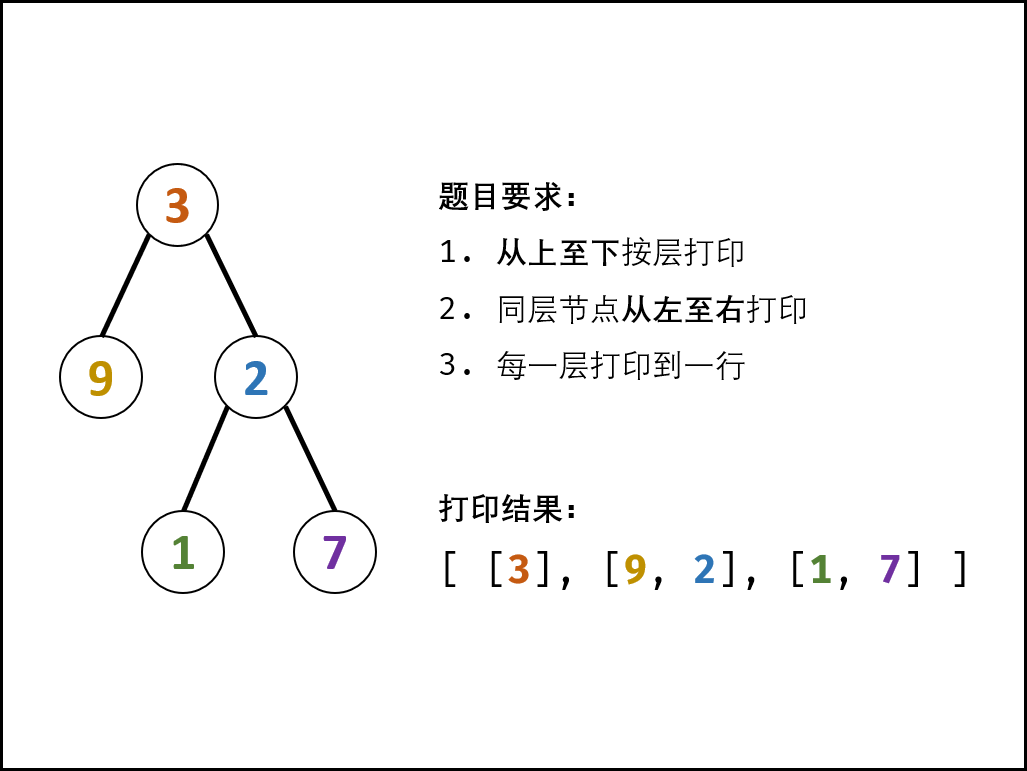 3
9
2
1
7
题目要求：
1. 从上至下按层打印
2. 同层节点从左至右打印
3. 每一层打印到一行
打印结果：
[ [3], [9, 2], [1, 7] ]